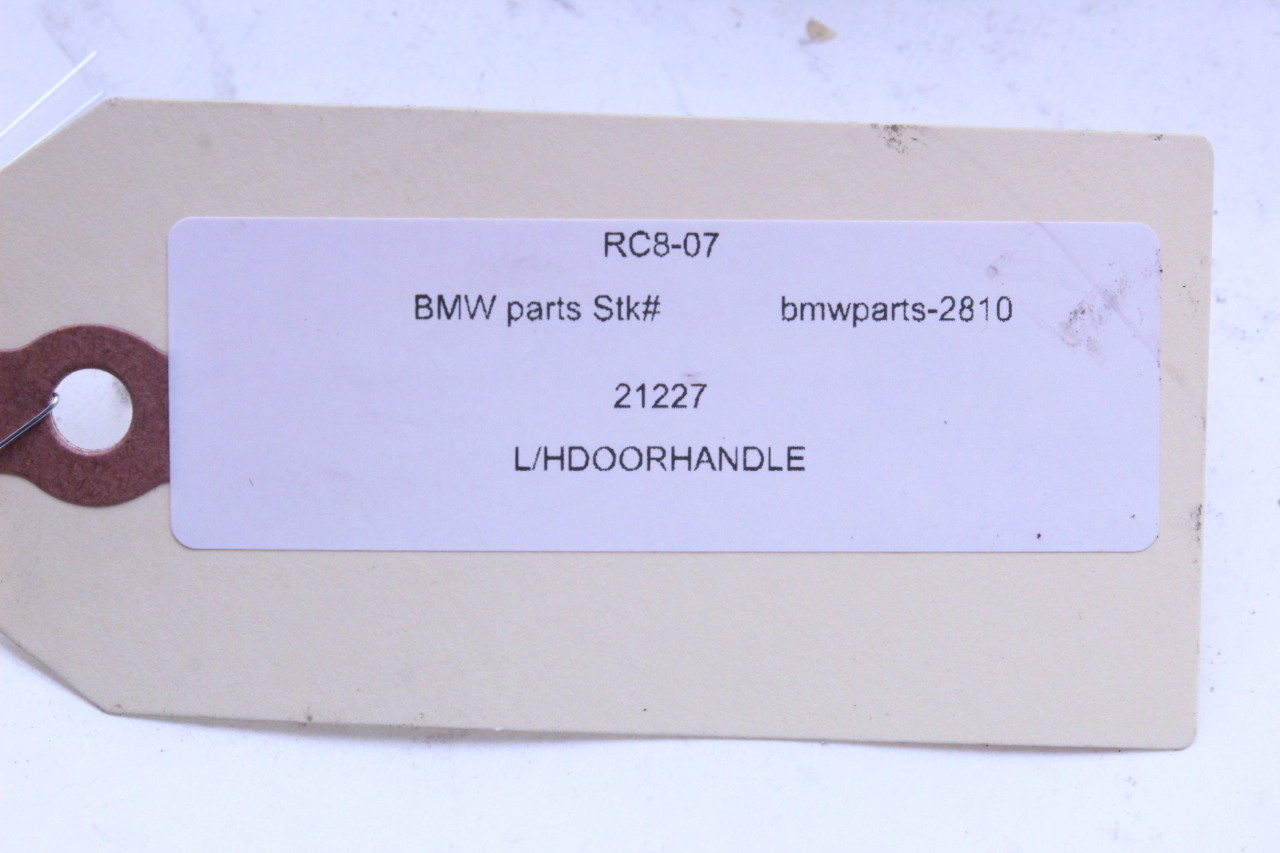 RC8-07
BMW parts Stk# bmwparts-2810
21227
L/HDOORHANDLE